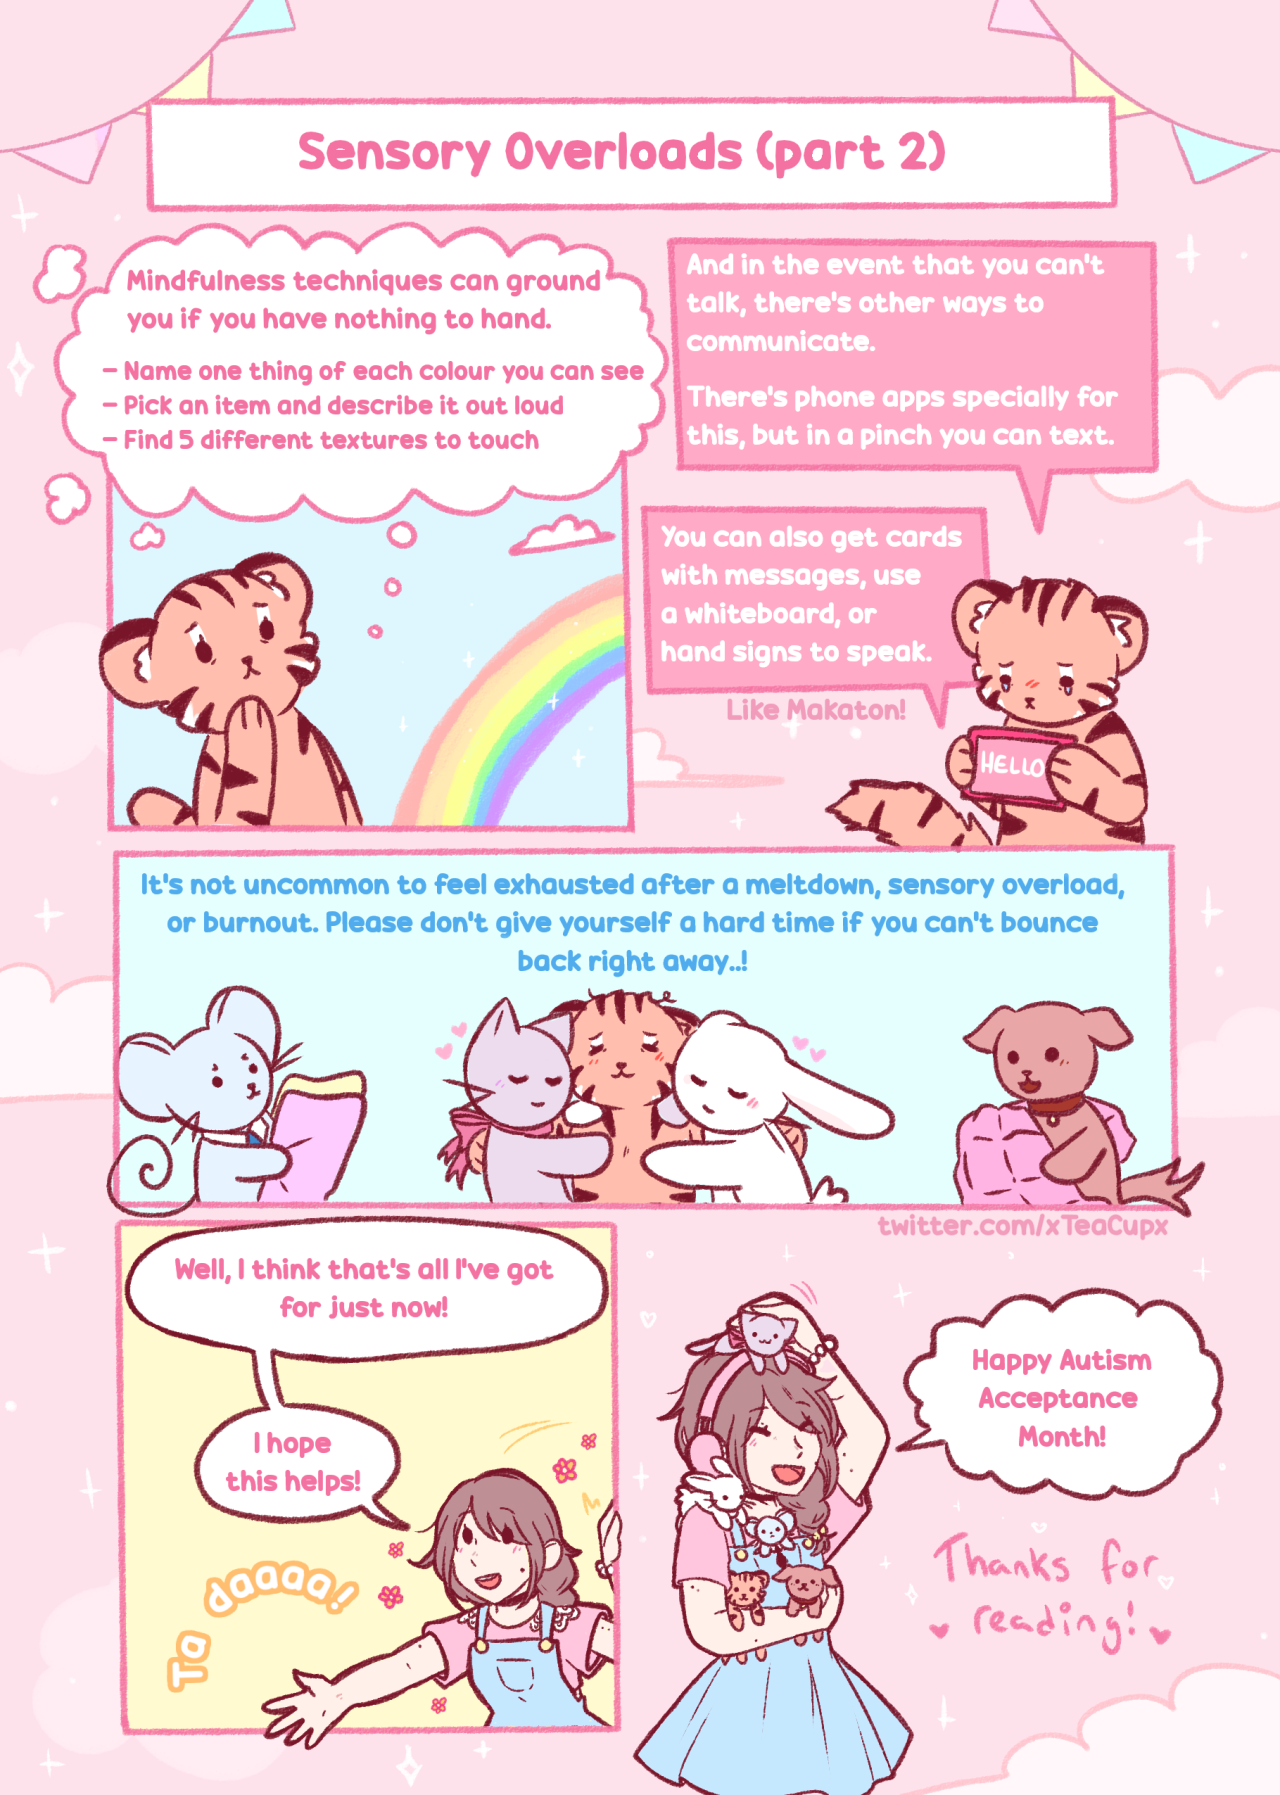 Sensory Overloads (part 2)
Mindfulness techniques can ground
you if you have nothing to hand.
- Name one thing of each colour you can see
- Pick an item and describe it out loud
- Find 5 different textures to touch
And in the event that you can't
talk, there's other ways to
communicate.
There's phone apps specially for
this, but in a pinch you can text.
You can also get cards
with messages, use
a whiteboard, or
hand signs to speak.
Like Makaton!
HELLO
It's not uncommon to feel exhausted after a meltdown, sensory overload,
or burnout. Please don't give yourself a hard time if you can't bounce
back right away..!
twitter.com/xTeaCupx
Well, I think that's all I've got
for just now!
I hope
this helps!
Ta daaaa!
Happy Autism
Acceptance
Month!
Thanks for
reading!